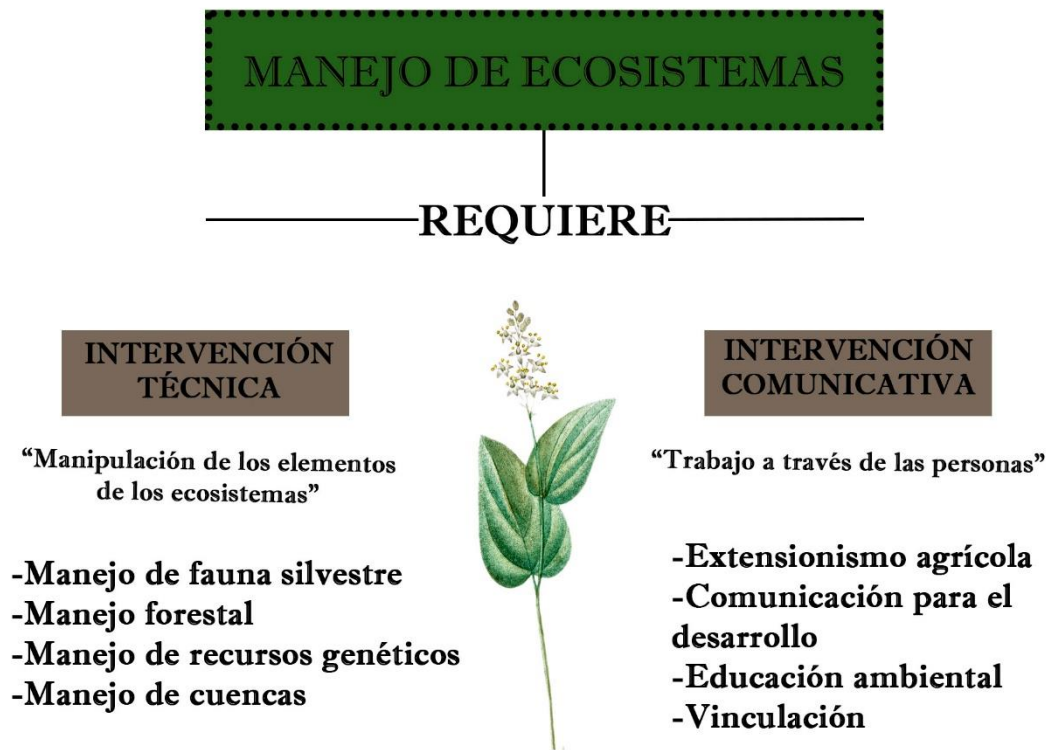 MANEJO DE ECOSISTEMAS
REQUIERE
INTERVENCIÓN
TÉCNICA
“Manipulación de los elementos
de los ecosistemas”
-Manejo de fauna silvestre
-Manejo forestal
-Manejo de recursos genéticos
-Manejo de cuencas
INTERVENCIÓN
COMUNICATIVA
“Trabajo a través de las personas”
-Extensionismo agrícola
-Comunicación para el
desarrollo
-Educación ambiental
-Vinculación